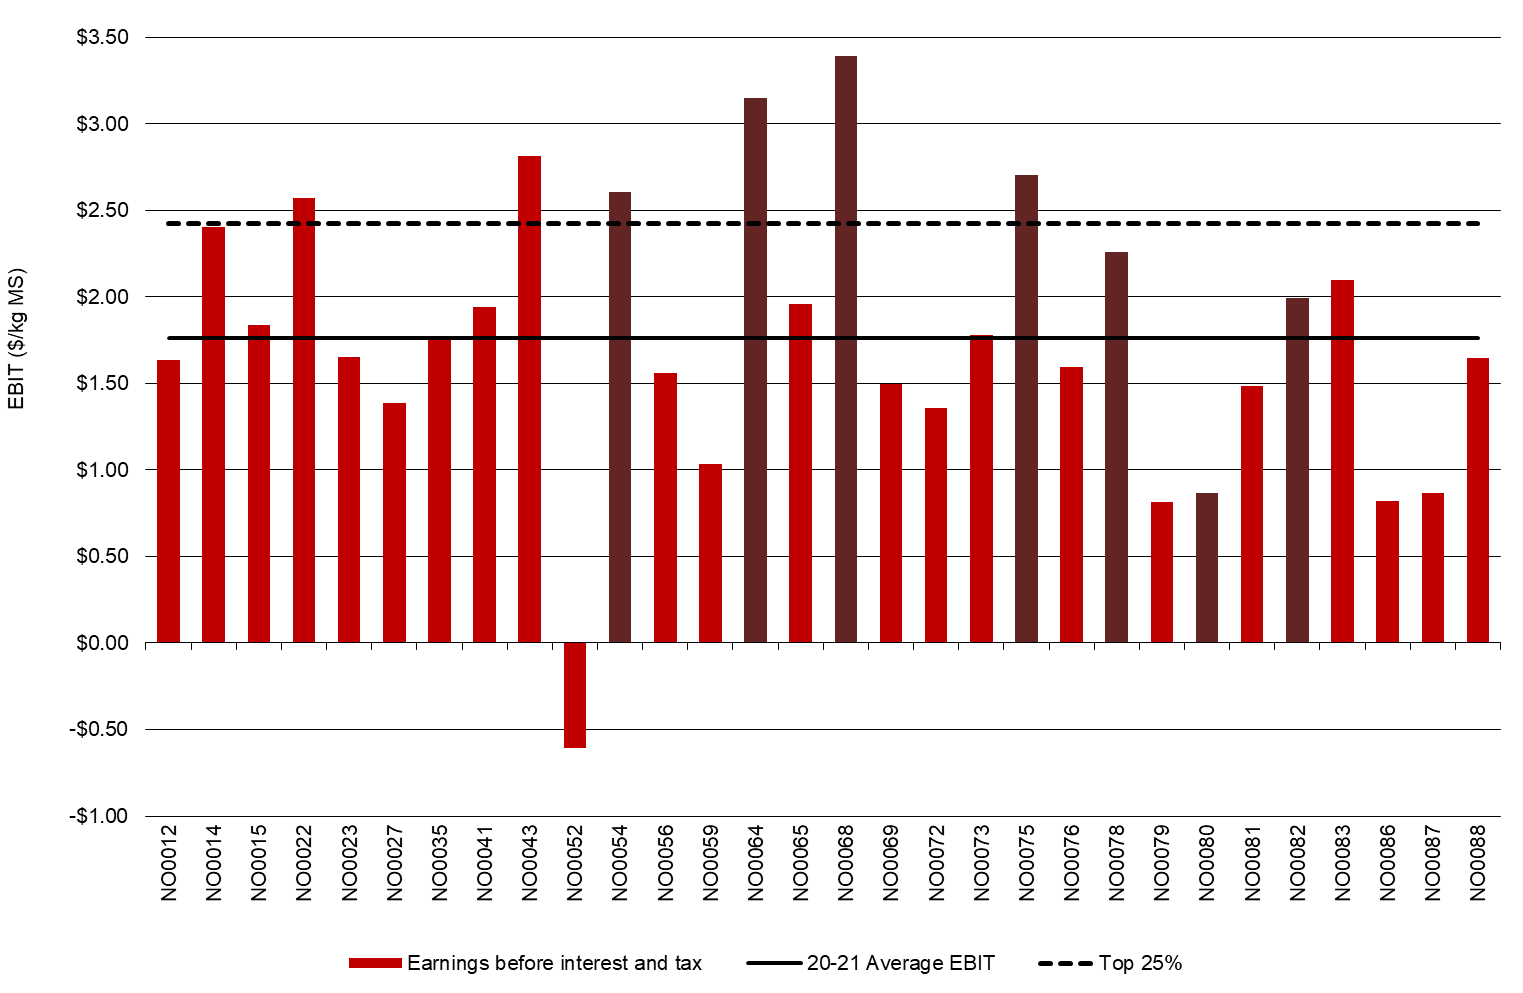 $3.50
$3.00
$2.50
$2.00
$1.50
$1.00
$0.50
$0.00
-$0.50
-$1.00
EBIT ($/kg MS)
NO0012
NO0014
NO0015
NO0022
NO0023
NO0027
NO0035
NO0041
NO0043
NO0052
NO0054
NO0056
NO0059
NO0064
NO0065
NO0068
NO0069
NO0072
NO0073
NO0075
NO0076
NO0078
NO0079
NO0080
NO0081
NO0082
NO0083
NO0086
NO0087
NO0088
Earnings before interest and tax
20-21 Average EBIT
Top 25%